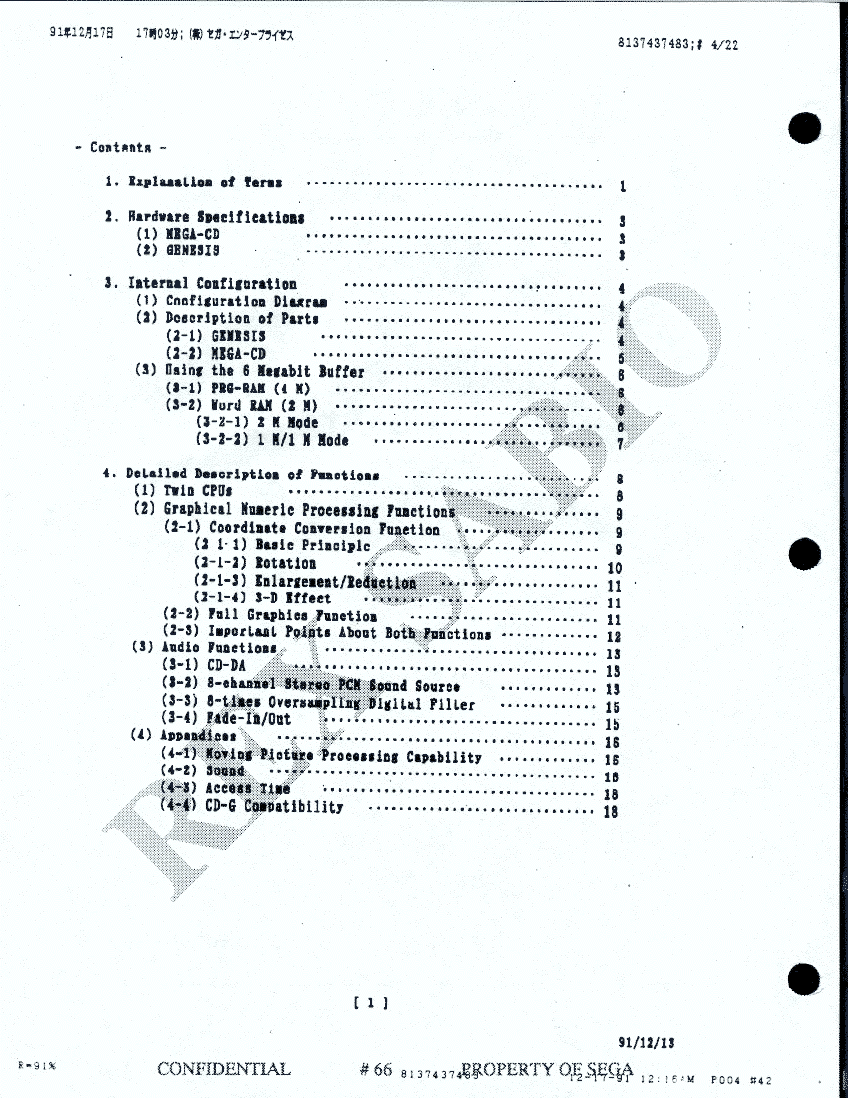 91年12月17日 17時03分; (株) セガ・エンタープライゼス
8137437483;# 4/22
- Contents -
1. Explanation of Terms ...................................... 1
2. Hardware Specifications ................................... 3
(1) MEGA-CD ...................................... 3
(2) GENESIS ...................................... 3
3. Internal Configuration ................................. 4
(1) Configuration Diagram ................................. 4
(2) Description of Parts ................................. 4
(2-1) GENESIS .................................... 4
(2-2) MEGA-CD ..................................... 5
(3) Using the 6 Megabit Buffer ............................ 6
(3-1) PRG-RAM (4 M) .................................. 6
(3-2) Word RAM (2 M) .................................. 6
(3-2-1) 2 M Mode ................................. 6
(3-2-2) 1 M/1 M Mode ............................. 7
4. Detailed Description of Functions ......................... 8
(1) Twin CPUs ........................................ 8
(2) Graphical Numeric Processing Functions .............. 9
(2-1) Coordinate Conversion Function .................. 9
(2 1-1) Basic Principle ......................... 9
(2-1-2) Rotation ............................... 10
(2-1-3) Enlargement/Reduction .................... 11
(2-1-4) 3-D Effect .............................. 11
(2-2) Full Graphics Function ........................ 11
(2-3) Important Points About Both Functions ............ 12
(3) Audio Functions ................................... 13
(3-1) CD-DA ....................................... 13
(3-2) 8-channel Stereo PCM Sound Source ............ 13
(3-3) 8-times Oversampling Digital Filter ............ 15
(3-4) Fade-In/Out ................................... 15
(4) Appendices ......................................... 16
(4-1) Moving Picture Processing Capability ............ 16
(4-2) Sound .......................................... 18
(4-3) Access Time ................................... 18
(4-4) CD-G Compatibility ............................. 18
REX SABIO
[ 1 ]
91/12/13
R=91%
CONFIDENTIAL #66 8137437483 PROPERTY OF SEGA 12-17-91 12:16AM P004 #42